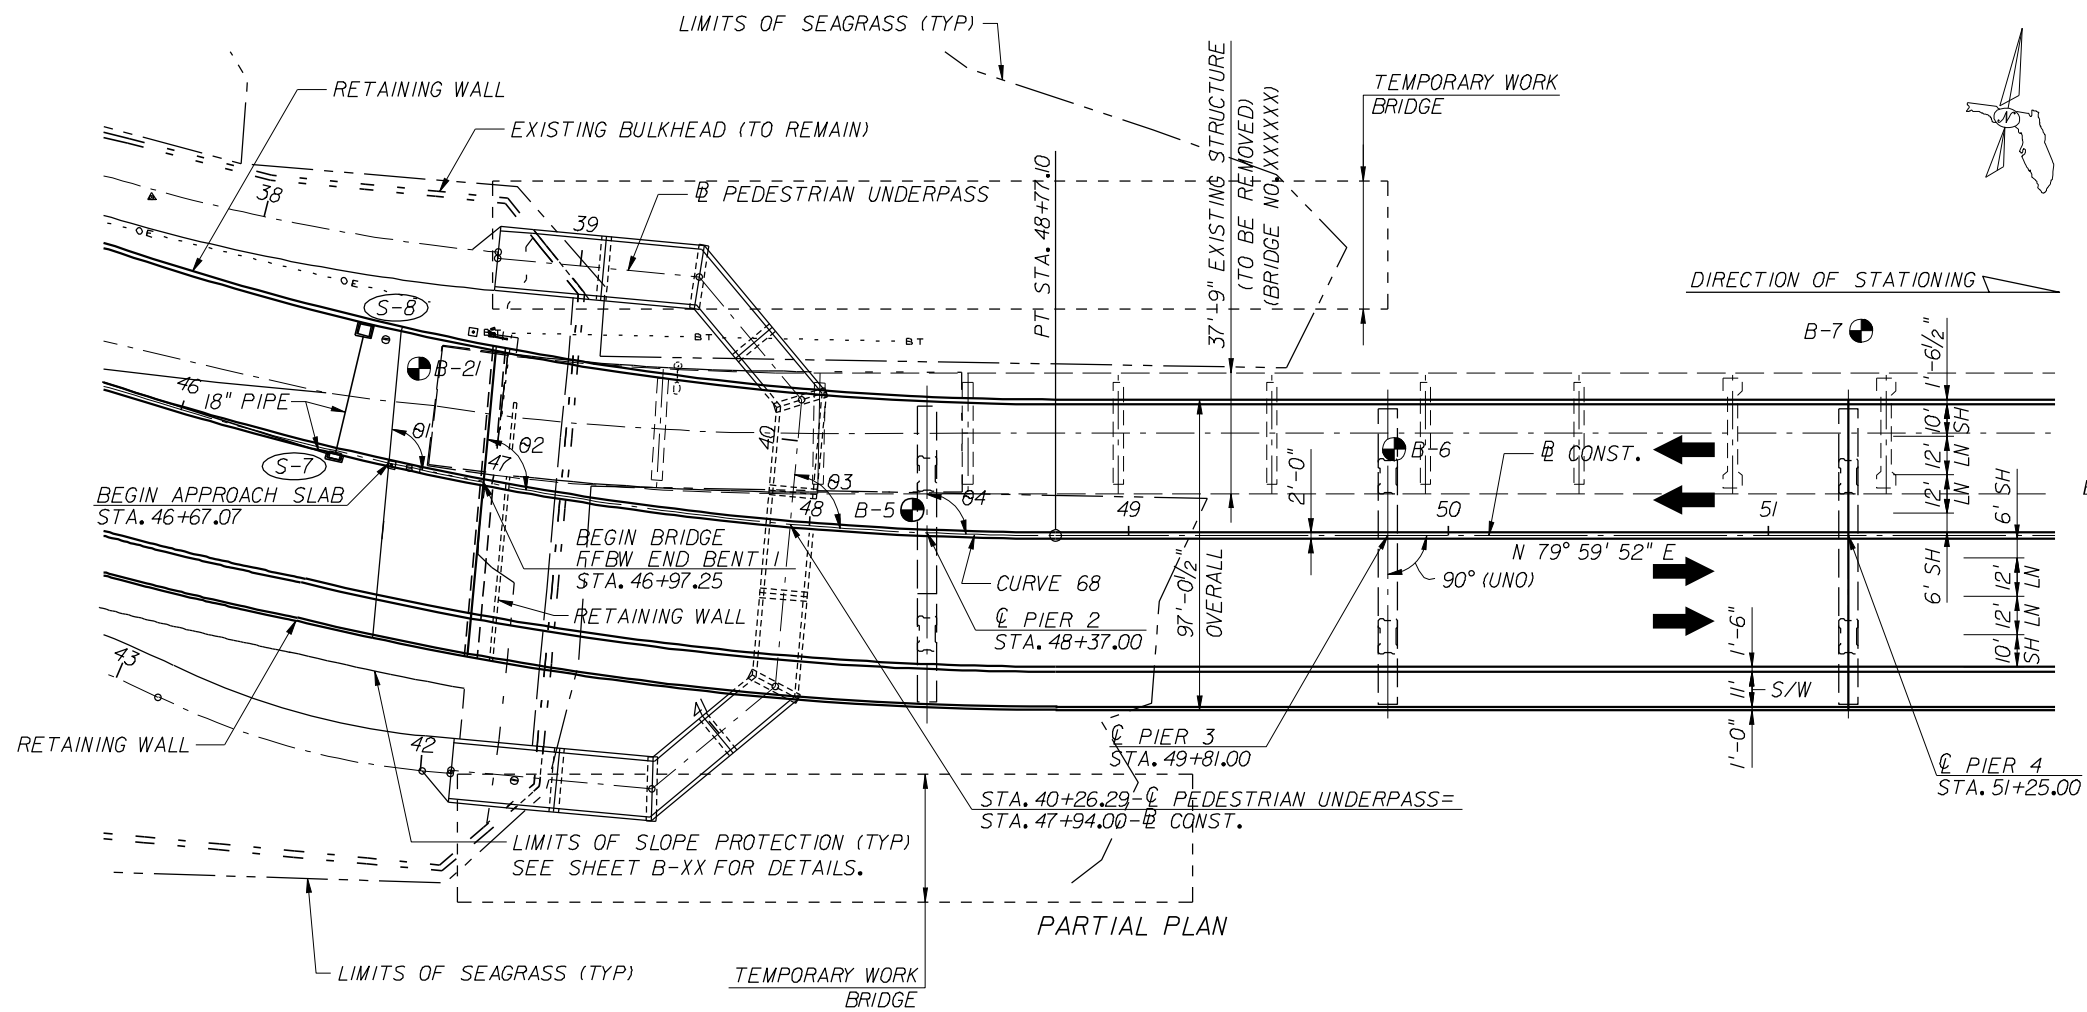 LIMITS OF SEAGRASS (TYP)
RETAINING WALL
EXISTING BULKHEAD (TO REMAIN)
℄ PEDESTRIAN UNDERPASS
TEMPORARY WORK
BRIDGE
37'-9" EXISTING STRUCTURE
(TO BE REMOVED)
(BRIDGE NO. XXXXXX)
PT STA. 48+77.10
N
DIRECTION OF STATIONING
38
39
E
E
S-8
BT
BT
BT
B-7
B-21
46
18" PIPE
θ1
θ2
47
S-7
40
θ3
48
B-5
θ4
49
2'-0"
B-6
50
B CONST.
51
1'-6½"
10' SH
12' LN
12' LN
6' SH
6' SH
12' LN
12' LN
10' SH
BEGIN APPROACH SLAB
STA. 46+67.07
BEGIN BRIDGE
FFBW END BENT 1
STA. 46+97.25
RETAINING WALL
CURVE 68
℄ PIER 2
STA. 48+37.00
97'-0½"
OVERALL
N 79° 59' 52" E
90° (UNO)
1'-6"
11'
S/W
1'-0"
43
42
41
RETAINING WALL
℄ PIER 3
STA. 49+81.00
℄ PIER 4
STA. 51+25.00
STA. 40+26.29-℄ PEDESTRIAN UNDERPASS=
STA. 47+94.00-B CONST.
LIMITS OF SLOPE PROTECTION (TYP)
SEE SHEET B-XX FOR DETAILS.
PARTIAL PLAN
LIMITS OF SEAGRASS (TYP)
TEMPORARY WORK
BRIDGE